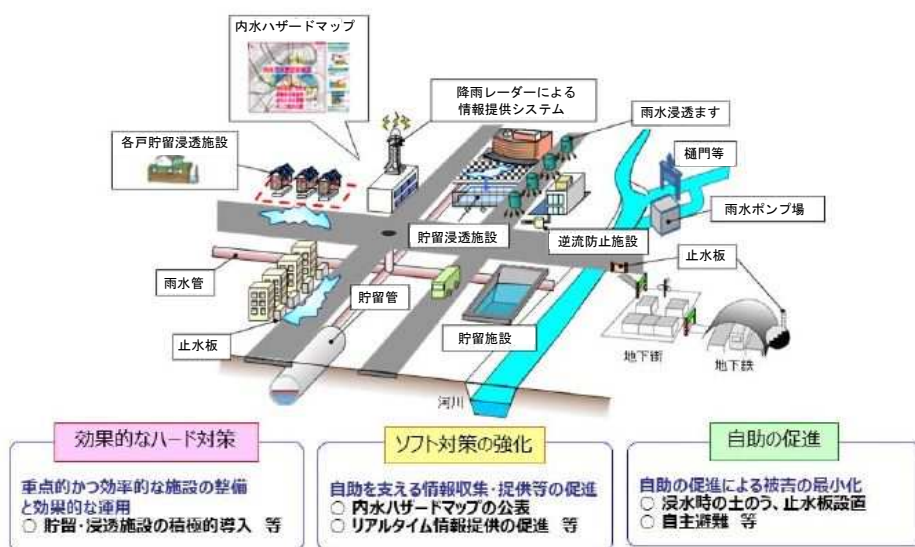 内水ハザードマップ
降雨レーダーによる
情報提供システム
雨水浸透ます
各戸貯留浸透施設
樋門等
雨水ポンプ場
貯留浸透施設
逆流防止施設
止水板
雨水管
貯留管
止水板
貯留施設
地下街
地下鉄
河川
効果的なハード対策
重点的かつ効率的な施設の整備
と効果的な運用
○ 貯留・浸透施設の積極的導入 等
ソフト対策の強化
自助を支える情報収集・提供等の促進
○ 内水ハザードマップの公表
○ リアルタイム情報提供の促進 等
自助の促進
自助の促進による被害の最小化
○ 浸水時の土のう、止水板設置
○ 自主避難 等